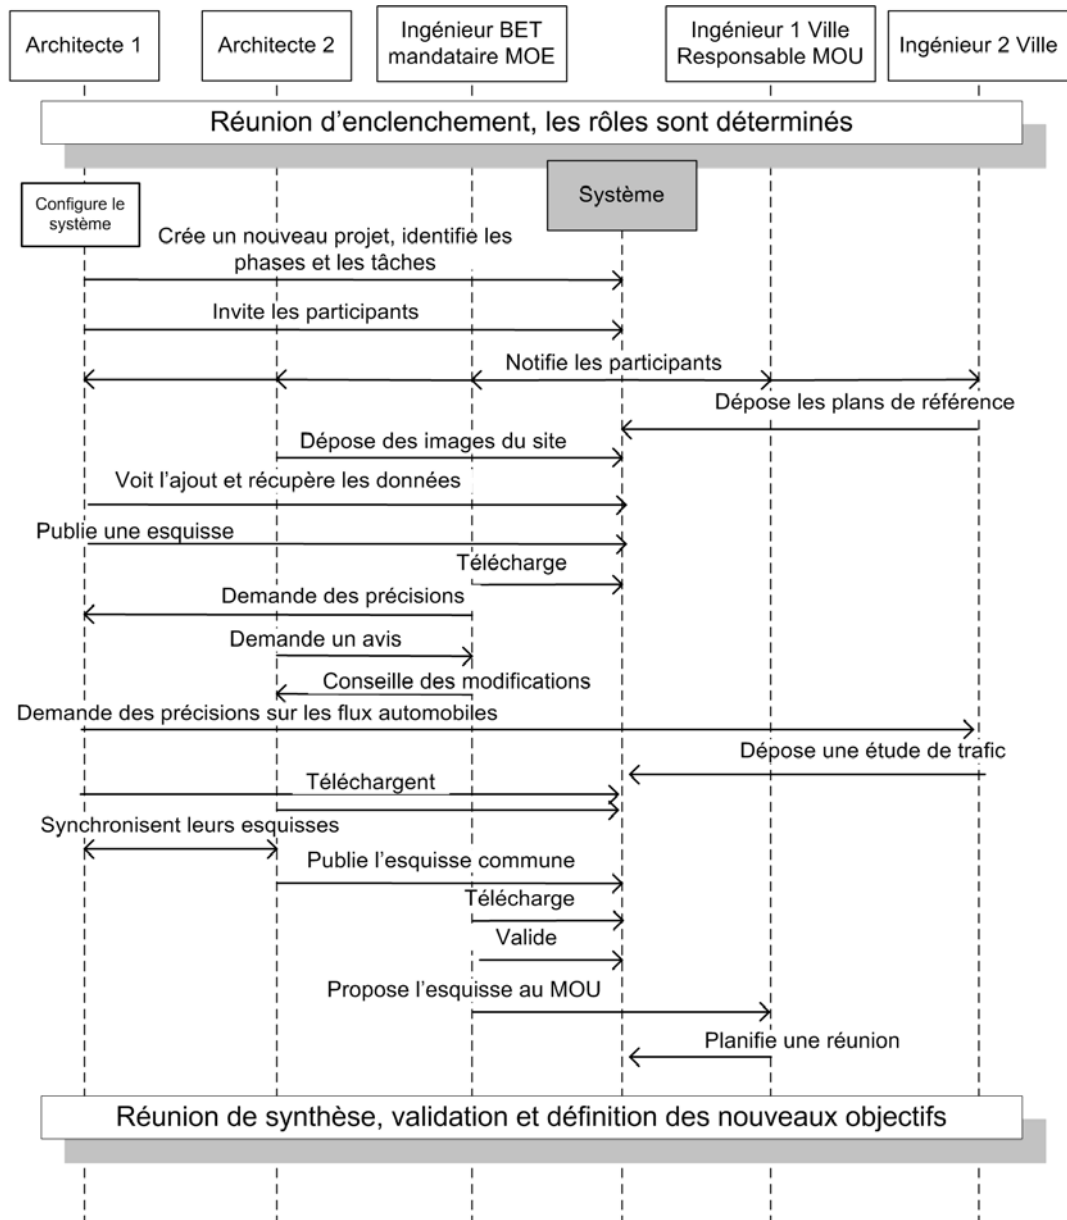 Architecte 1
Architecte 2
Ingénieur BET
mandataire MOE
Ingénieur 1 Ville
Responsable MOU
Ingénieur 2 Ville
Réunion d'enclenchement, les rôles sont déterminés
Configure le
système
Système
Crée un nouveau projet, identifie les
phases et les tâches
Invite les participants
Notifie les participants
Dépose les plans de référence
Dépose des images du site
Voit l'ajout et récupère les données
Publie une esquisse
Télécharge
Demande des précisions
Demande un avis
Conseille des modifications
Demande des précisions sur les flux automobiles
Dépose une étude de trafic
Téléchargent
Synchronisent leurs esquisses
Publie l'esquisse commune
Télécharge
Valide
Propose l'esquisse au MOU
Planifie une réunion
Réunion de synthèse, validation et définition des nouveaux objectifs